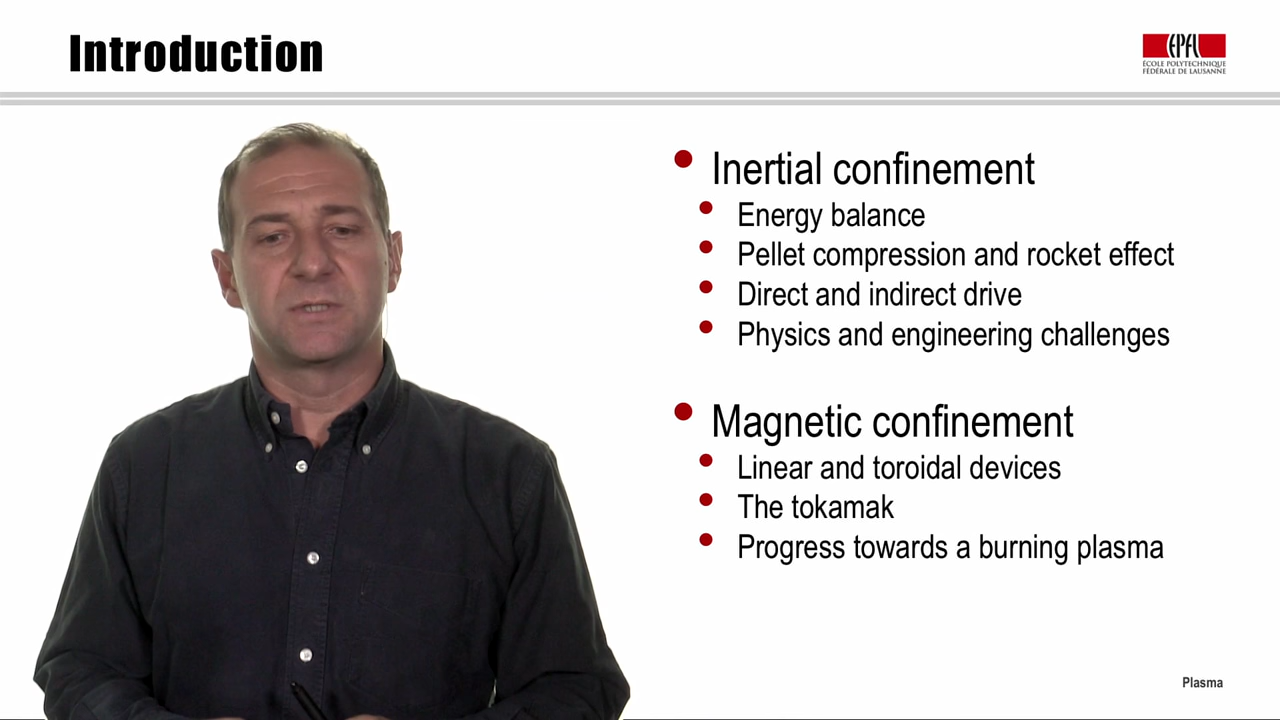 Introduction
EPFL
ÉCOLE POLYTECHNIQUE
FÉDÉRALE DE LAUSANNE
• Inertial confinement
• Energy balance
• Pellet compression and rocket effect
• Direct and indirect drive
• Physics and engineering challenges
• Magnetic confinement
• Linear and toroidal devices
• The tokamak
• Progress towards a burning plasma
Plasma